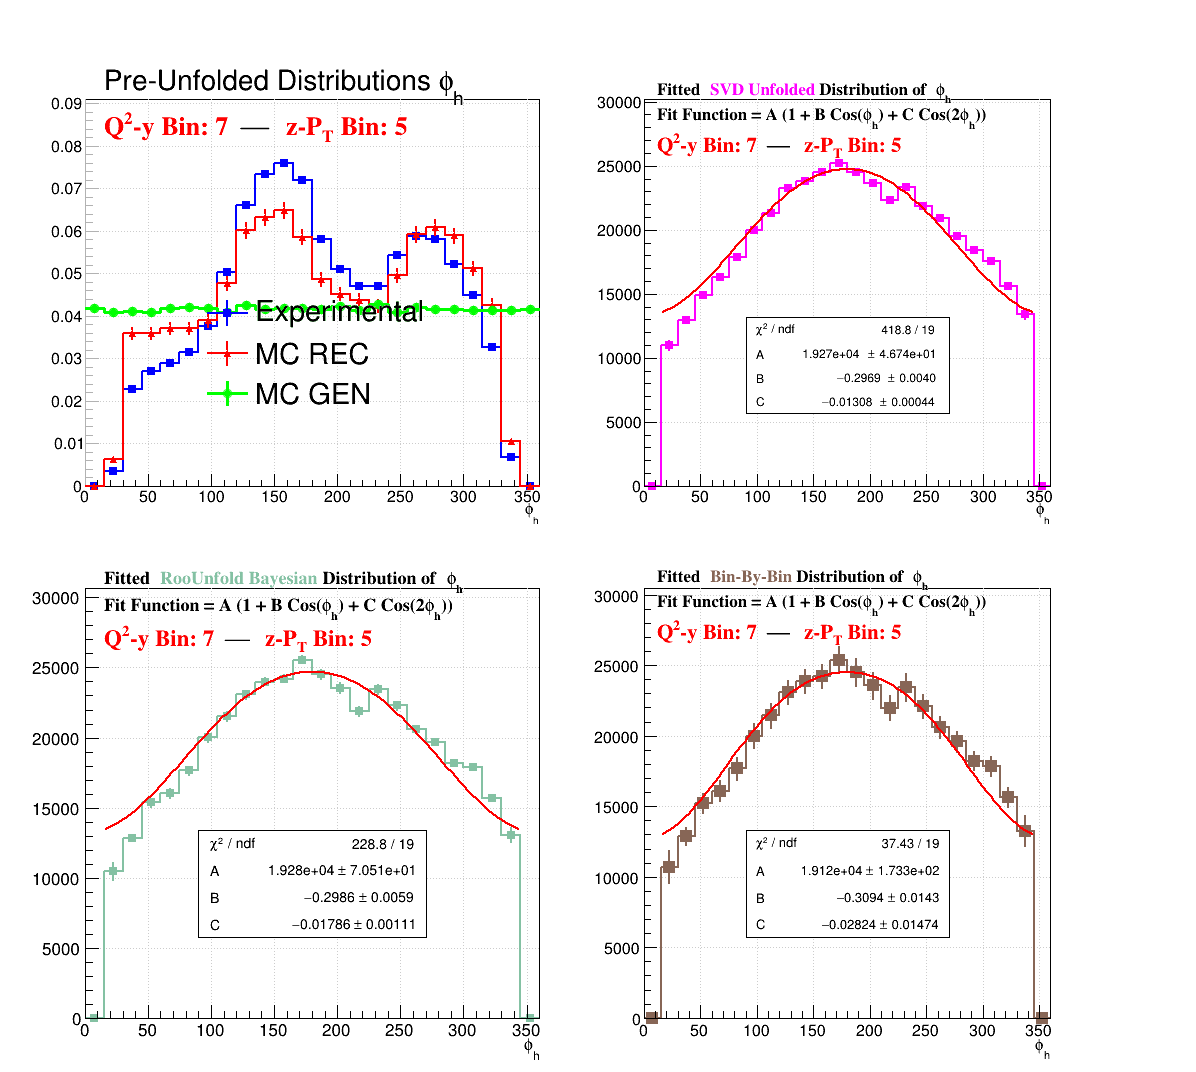 Pre-Unfolded Distributions ϕh
Q2-y Bin: 7 — z-PT Bin: 5
0.09
0.08
0.07
0.06
0.05
0.04
0.03
0.02
0.01
0
Experimental
MC REC
MC GEN
0 50 100 150 200 250 300 350
ϕh
Fitted SVD Unfolded Distribution of ϕh
Fit Function = A (1 + B Cos(ϕh) + C Cos(2ϕh))
Q2-y Bin: 7 — z-PT Bin: 5
30000
25000
20000
15000
10000
5000
0
χ2 / ndf 418.8 / 19
A 1.927e+04 ± 4.674e+01
B −0.2969 ± 0.0040
C −0.01308 ± 0.00044
0 50 100 150 200 250 300 350
ϕh
Fitted RooUnfold Bayesian Distribution of ϕh
Fit Function = A (1 + B Cos(ϕh) + C Cos(2ϕh))
Q2-y Bin: 7 — z-PT Bin: 5
30000
25000
20000
15000
10000
5000
0
χ2 / ndf 228.8 / 19
A 1.928e+04 ± 7.051e+01
B −0.2986 ± 0.0059
C −0.01786 ± 0.00111
0 50 100 150 200 250 300 350
ϕh
Fitted Bin-By-Bin Distribution of ϕh
Fit Function = A (1 + B Cos(ϕh) + C Cos(2ϕh))
Q2-y Bin: 7 — z-PT Bin: 5
30000
25000
20000
15000
10000
5000
0
χ2 / ndf 37.43 / 19
A 1.912e+04 ± 1.733e+02
B −0.3094 ± 0.0143
C −0.02824 ± 0.01474
0 50 100 150 200 250 300 350
ϕh